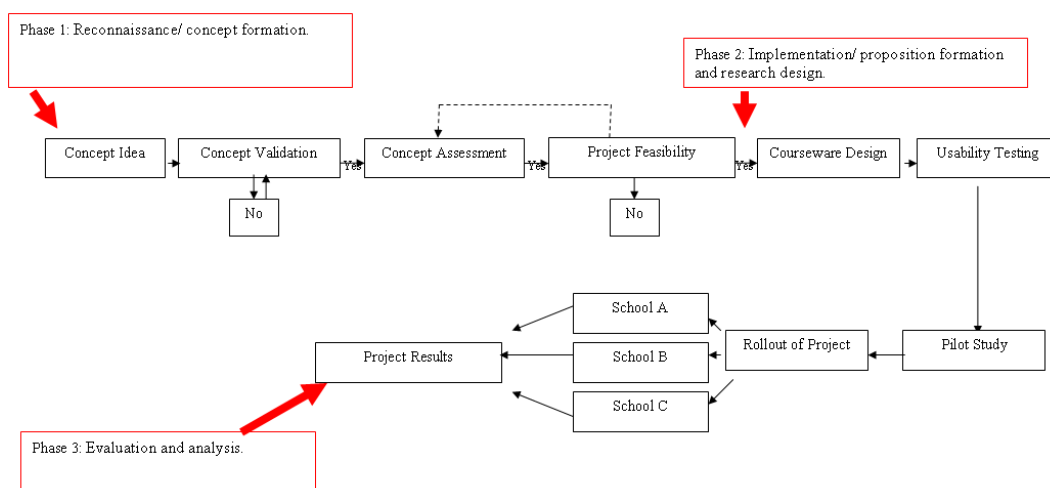 Phase 1: Reconnaissance/ concept formation.
Phase 2: Implementation/ proposition formation
and research design.
Concept Idea
Concept Validation
Yes
Concept Assessment
Yes
Project Feasibility
Yes
Courseware Design
Usability Testing
No
No
School A
School B
School C
Project Results
Rollout of Project
Pilot Study
Phase 3: Evaluation and analysis.